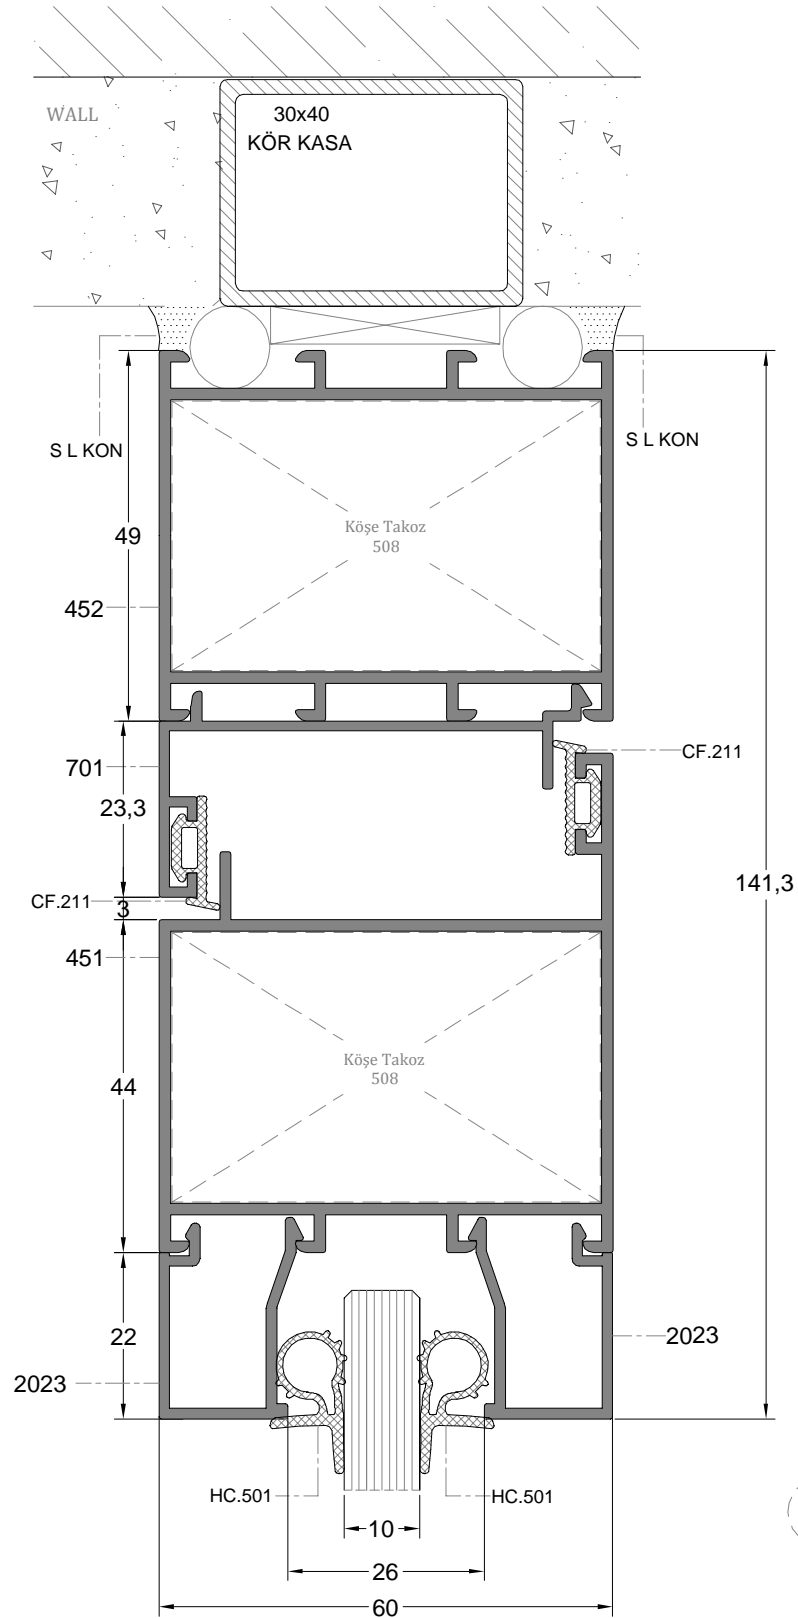 WALL
30x40
KÖR KASA
S L KON
S L KON
49
Köşe Takoz
508
452
701
CF.211
23,3
141,3
CF.211
3
451
Köşe Takoz
508
44
22
2023
2023
HC.501
HC.501
10
26
60